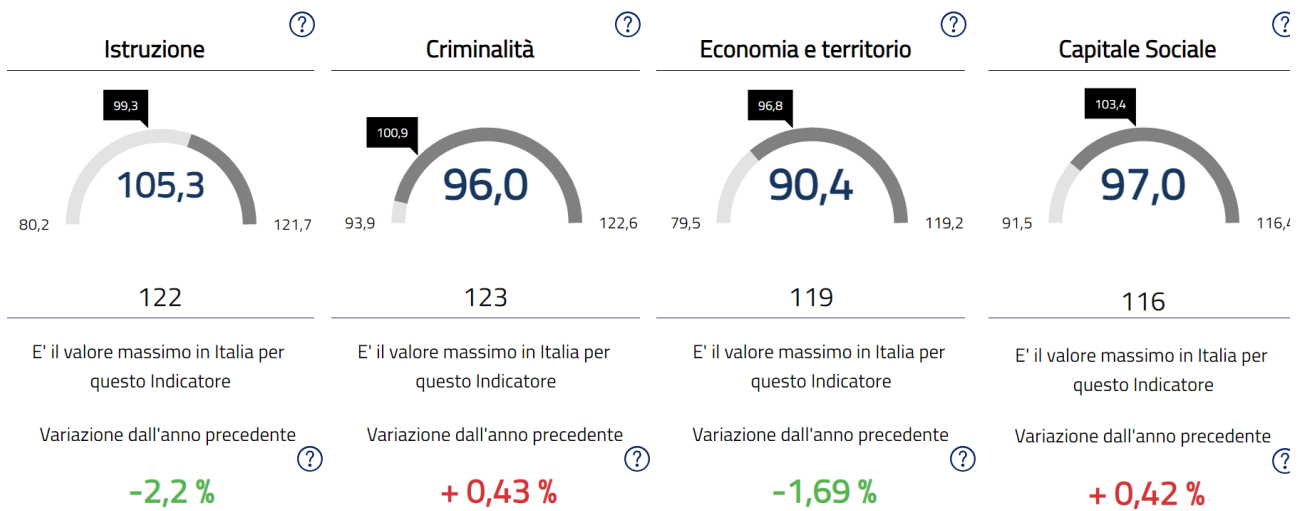 ?
Istruzione
99,3
105,3
80,2
121,7
122
E' il valore massimo in Italia per
questo Indicatore
Variazione dall'anno precedente
?
-2,2 %
?
Criminalità
100,9
96,0
93,9
122,6
123
E' il valore massimo in Italia per
questo Indicatore
Variazione dall'anno precedente
?
+ 0,43 %
?
Economia e territorio
96,8
90,4
79,5
119,2
119
E' il valore massimo in Italia per
questo Indicatore
Variazione dall'anno precedente
?
-1,69 %
?
Capitale Sociale
103,4
97,0
91,5
116,4
116
E' il valore massimo in Italia per
questo Indicatore
Variazione dall'anno precedente
?
+ 0,42 %